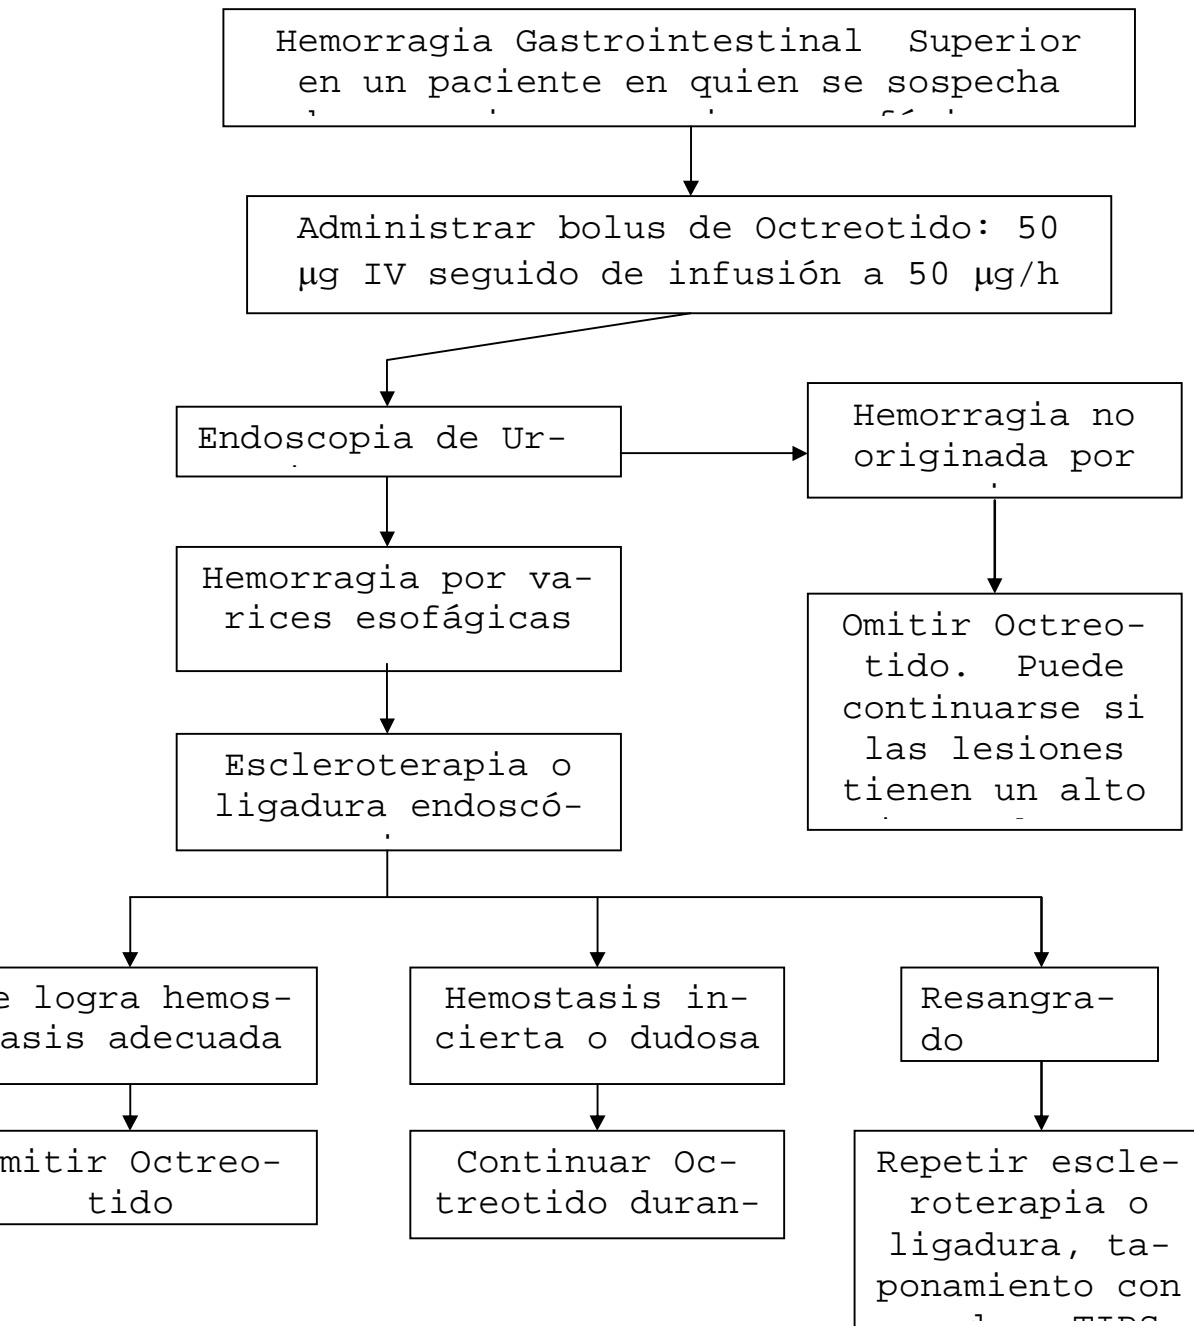 Hemorragia Gastrointestinal Superior
en un paciente en quien se sospecha
Administrar bolus de Octreotido: 50
μg IV seguido de infusión a 50 μg/h
Endoscopia de Ur-
Hemorragia no
originada por
Hemorragia por va-
rices esofágicas
Omitir Octreo-
tido. Puede
continuarse si
las lesiones
tienen un alto
Escleroterapia o
ligadura endoscó-
e logra hemos-
asis adecuada
Hemostasis in-
cierta o dudosa
Resangra-
do
mitir Octreo-
tido
Continuar Oc-
treotido duran-
Repetir escle-
roterapia o
ligadura, ta-
ponamiento con
TIPS